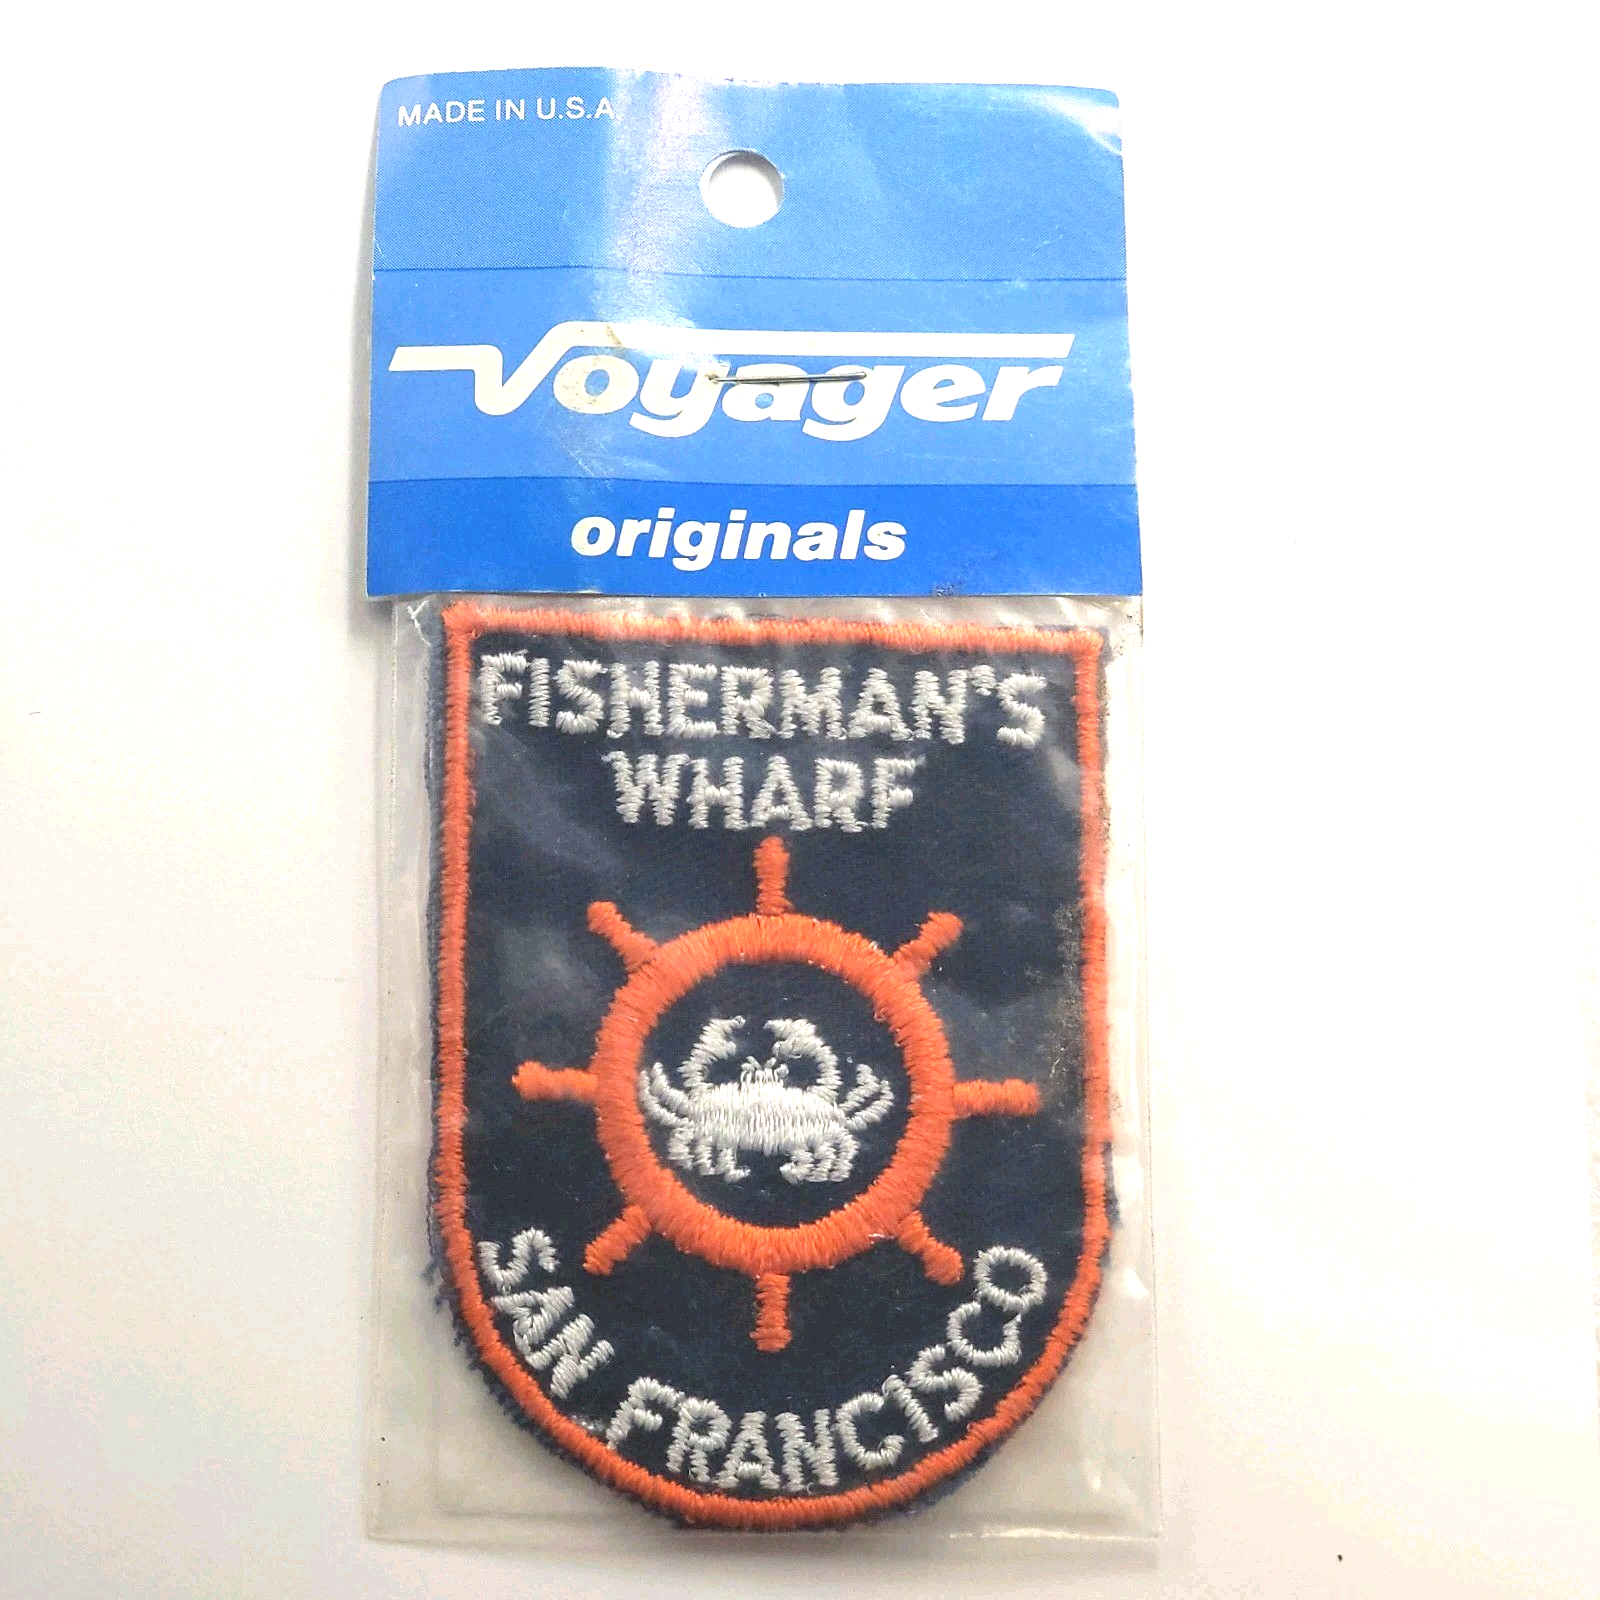 MADE IN U.S.A.
Voyager
originals
FISHERMAN'S
WHARF
SAN FRANCISCO